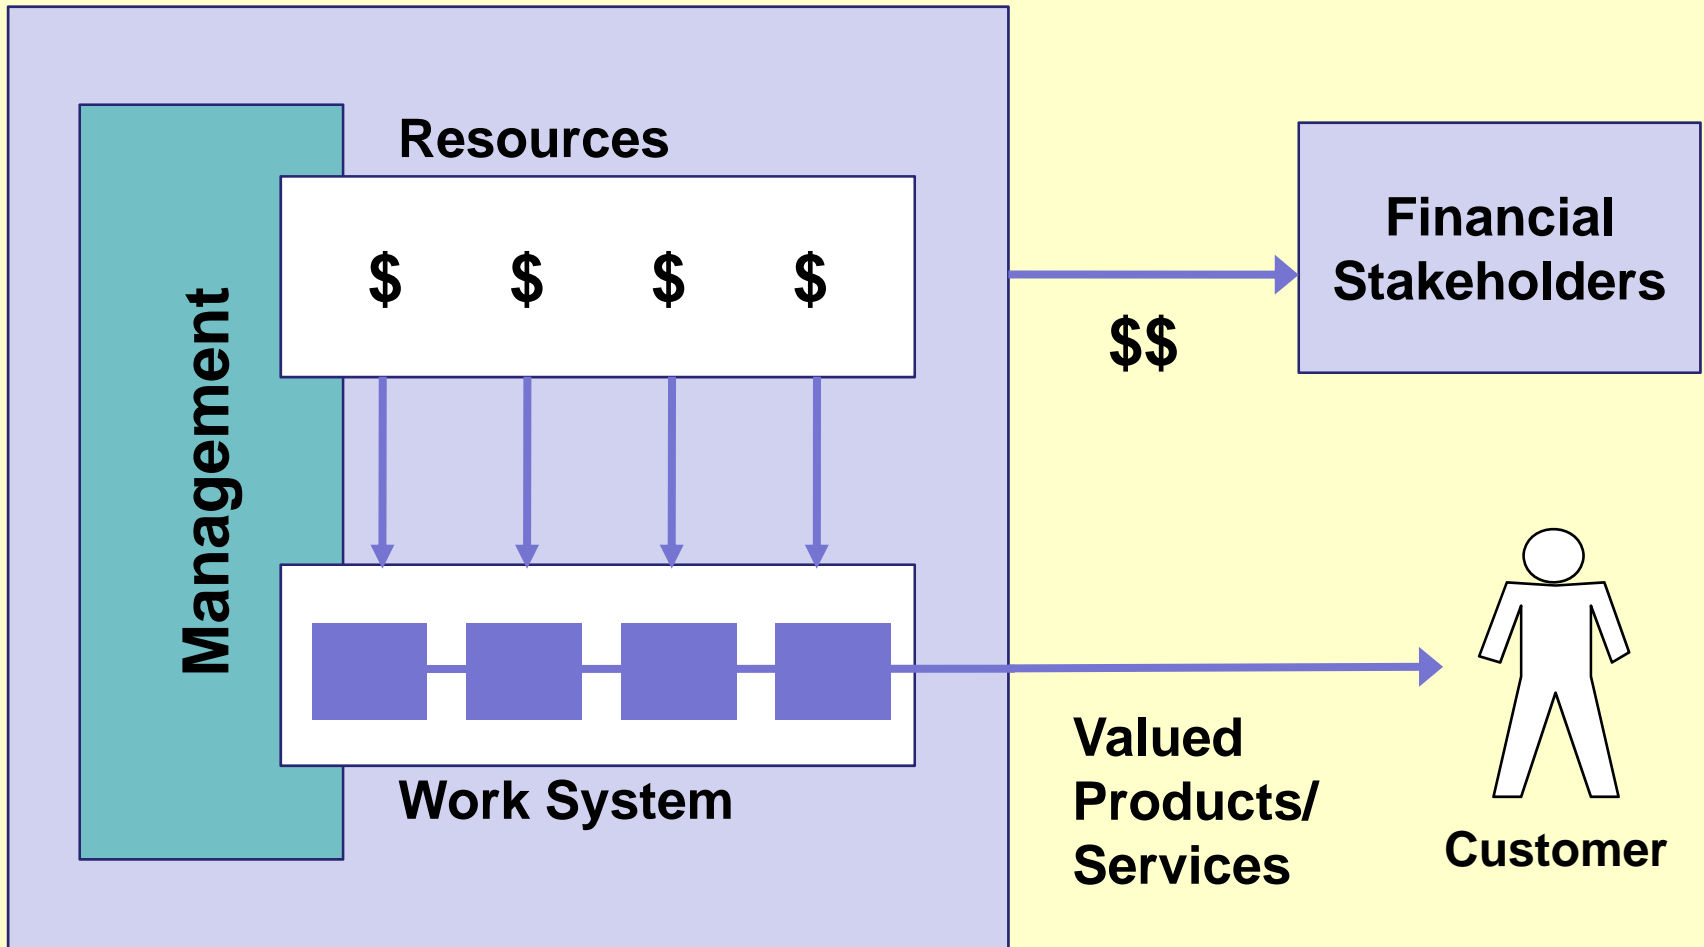 Resources
$ $ $ $
Management
Work System
$$
Financial
Stakeholders
Valued
Products/
Services
Customer